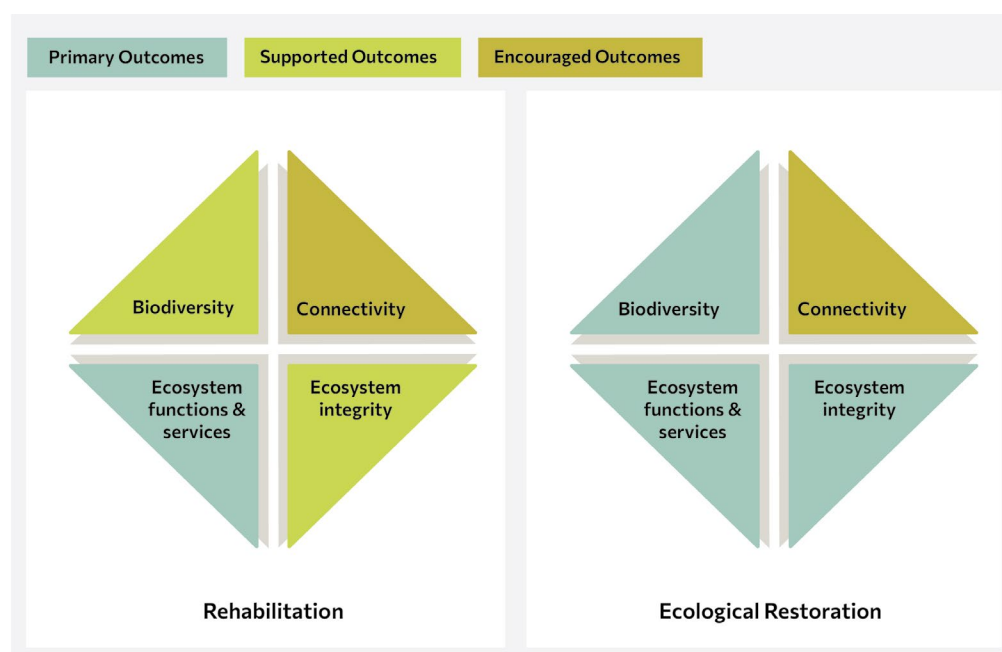 Primary Outcomes
Supported Outcomes
Encouraged Outcomes
Biodiversity
Connectivity
Ecosystem
functions &
services
Ecosystem
integrity
Rehabilitation
Biodiversity
Connectivity
Ecosystem
functions &
services
Ecosystem
integrity
Ecological Restoration